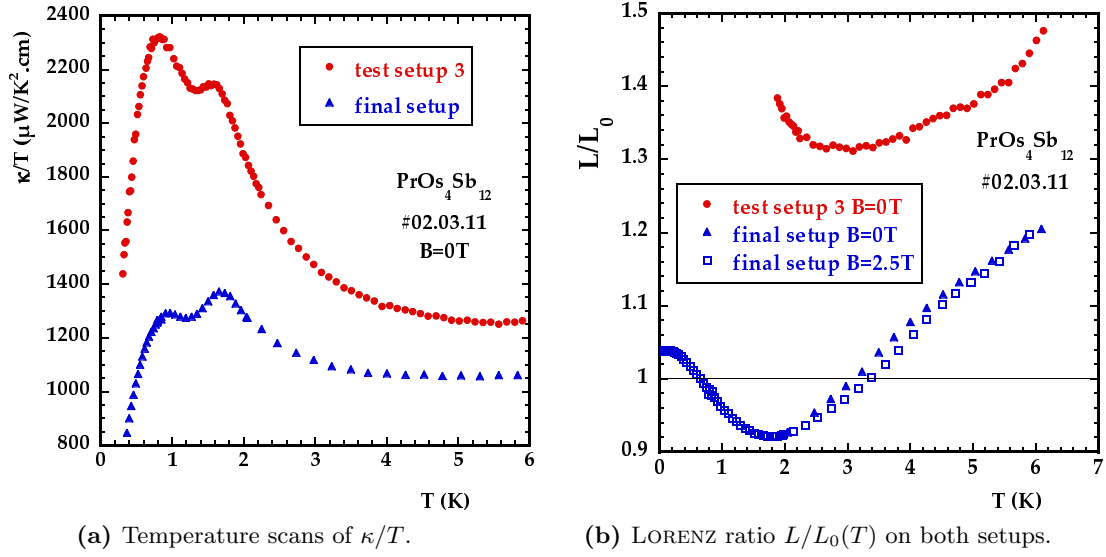 2400
2200
2000
1800
1600
1400
1200
1000
800
κ/T (μW/K².cm)
test setup 3
final setup
PrOs₄Sb₁₂
#02.03.11
B=0T
0 1 2 3 4 5 6
T (K)
(a) Temperature scans of κ/T.
1.5
1.4
1.3
1.2
1.1
1
0.9
L/L₀
PrOs₄Sb₁₂
#02.03.11
test setup 3 B=0T
final setup B=0T
final setup B=2.5T
0 1 2 3 4 5 6 7
T (K)
(b) LORENZ ratio L/L₀(T) on both setups.